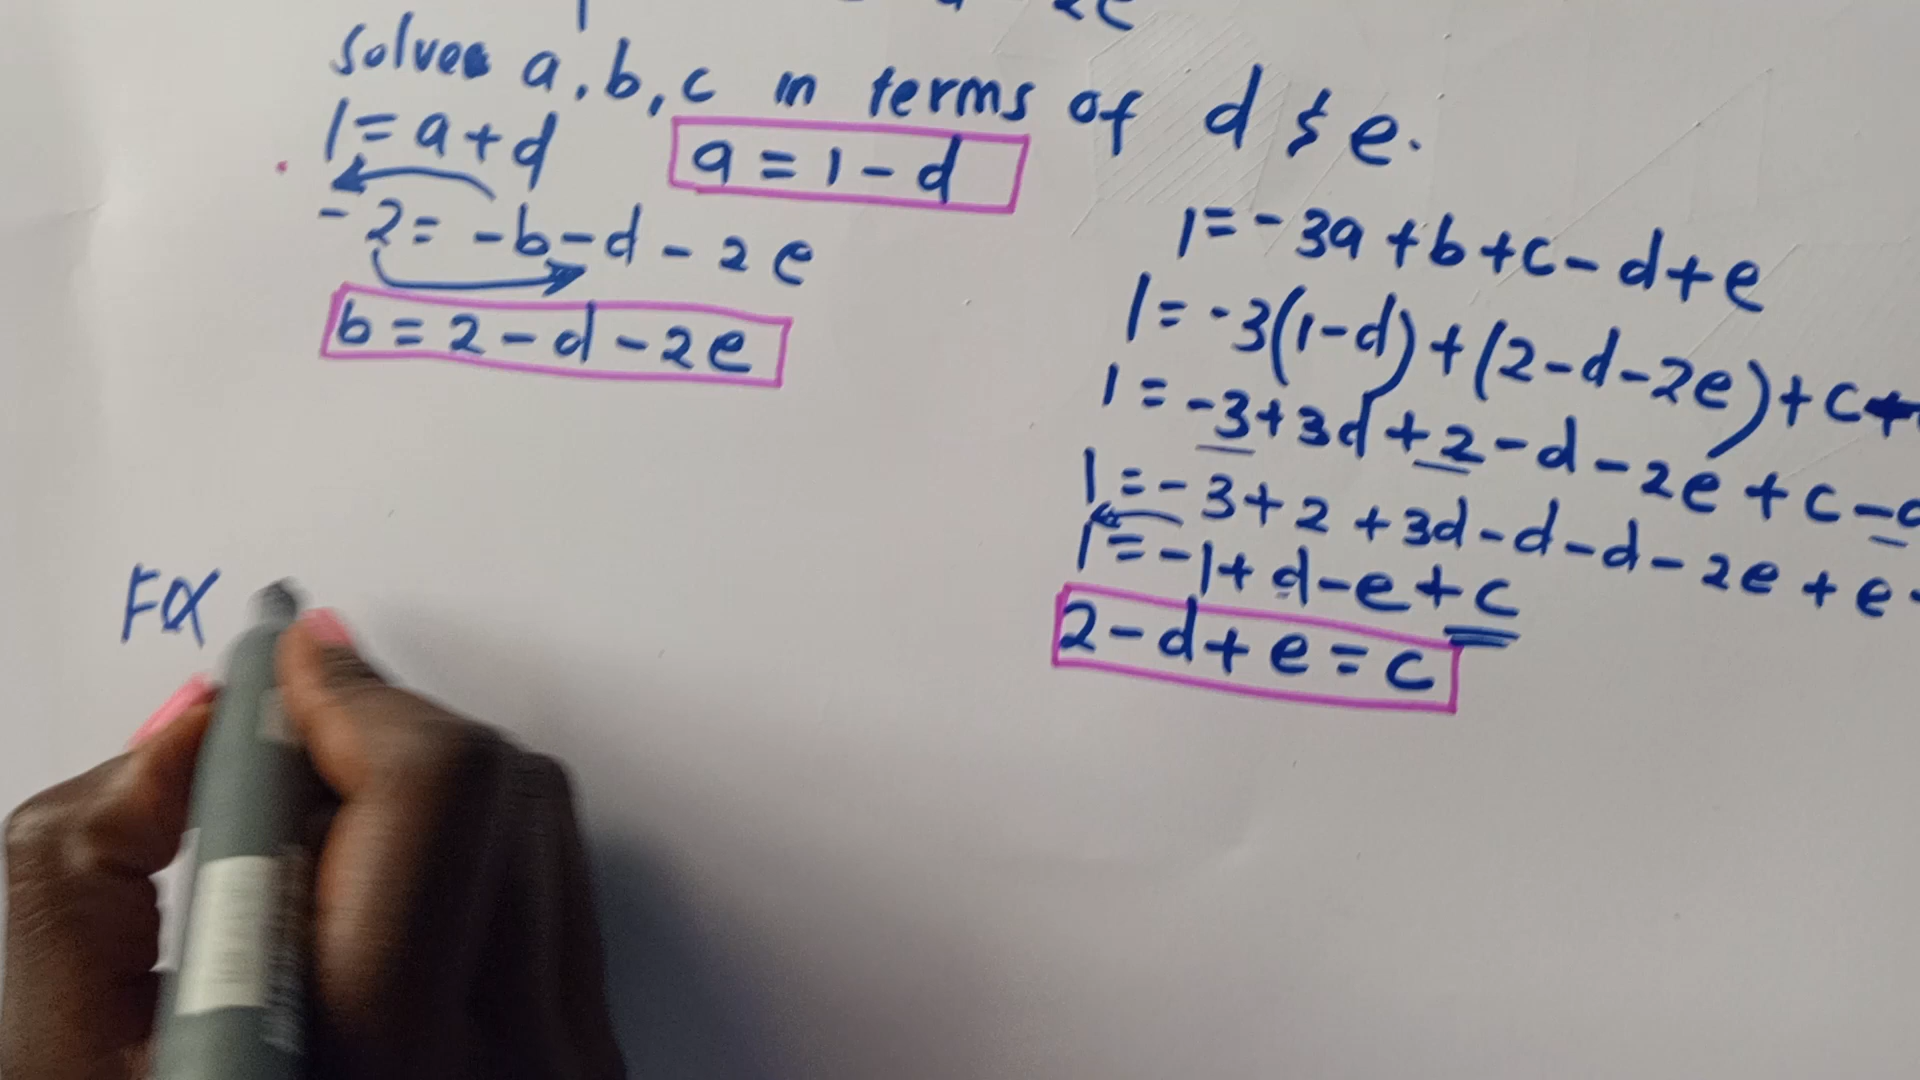 solve a, b, c in terms of d & e.
1 = a + d
a = 1 - d
-2 = -b - d - 2e
b = 2 - d - 2e
1 = -3a + b + c - d + e
1 = -3(1-d) + (2-d-2e) + c
1 = -3 + 3d + 2 - d - 2e + c -
1 = -3 + 2 + 3d - d - d - 2e + e
1 = -1 + d - e + c
2 - d + e = c
Fα